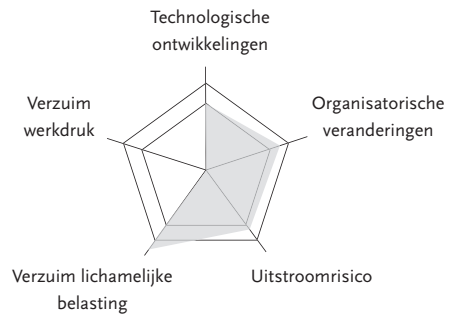 Technologische
ontwikkelingen
Organisatorische
veranderingen
Verzuim
werkdruk
Verzuim lichamelijke
belasting
Uitstroomrisico